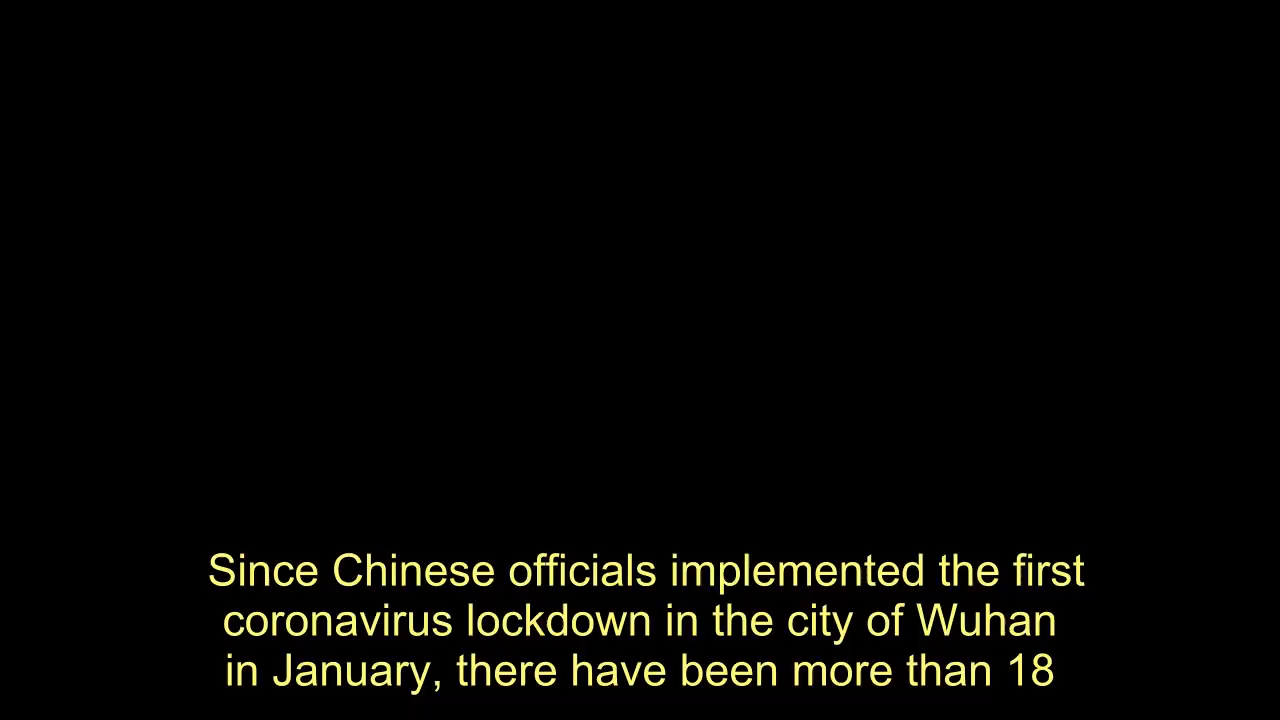 Since Chinese officials implemented the first
coronavirus lockdown in the city of Wuhan
in January, there have been more than 18